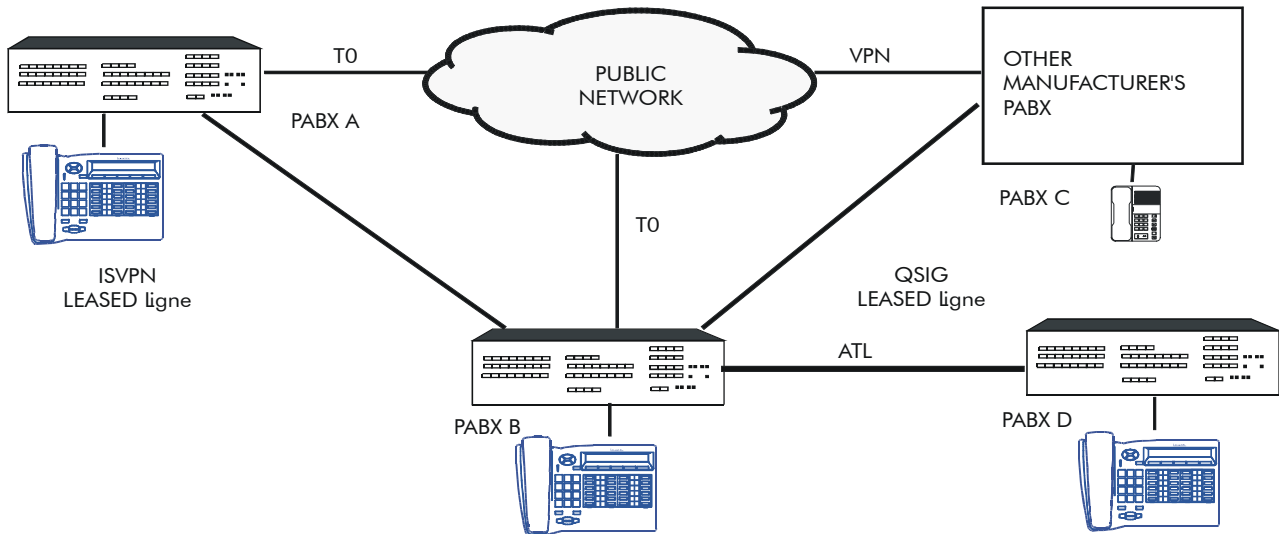 T0
PUBLIC
NETWORK
VPN
OTHER
MANUFACTURER'S
PABX
PABX A
PABX C
T0
ISVPN
LEASED Ligne
QSIG
LEASED Ligne
ATL
PABX B
PABX D